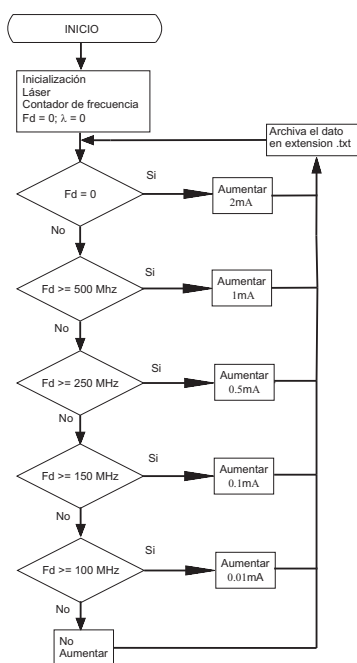 INICIO
Inicialización
Láser
Contador de frecuencia
Fd = 0; λ = 0
Archiva el dato
en extension .txt
Fd = 0
Si
Aumentar
2mA
No
Fd >= 500 Mhz
Si
Aumentar
1mA
No
Fd >= 250 MHz
Si
Aumentar
0.5mA
No
Fd >= 150 MHz
Si
Aumentar
0.1mA
No
Fd >= 100 MHz
Si
Aumentar
0.01mA
No
No
Aumentar